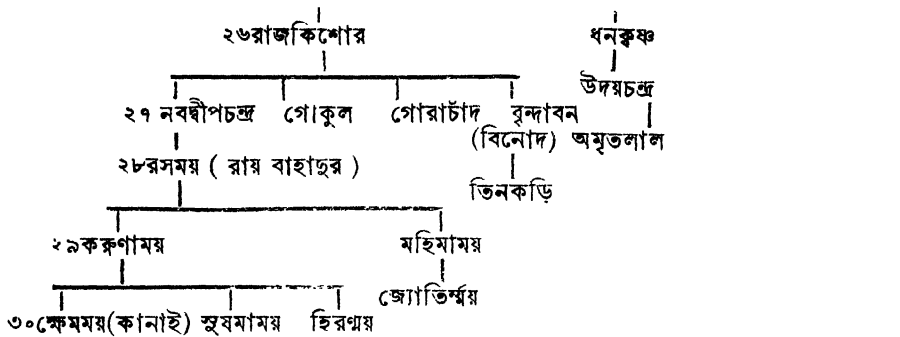 ২৬রাজকিশোর ধনকৃষ্ণ
উদয়চন্দ্র
২৭ নবদ্বীপচন্দ্র গোকুল গোরাচাঁদ বৃন্দাবন
(বিনোদ) অমৃতলাল
২৮রসময় ( রায় বাহাদুর )
তিনকড়ি
২৯করুণাময় মহিমাময়
জ্যোতির্ম্ময়
৩০ক্ষেমময়(কানাই) সুষমাময় হিরণ্ময়